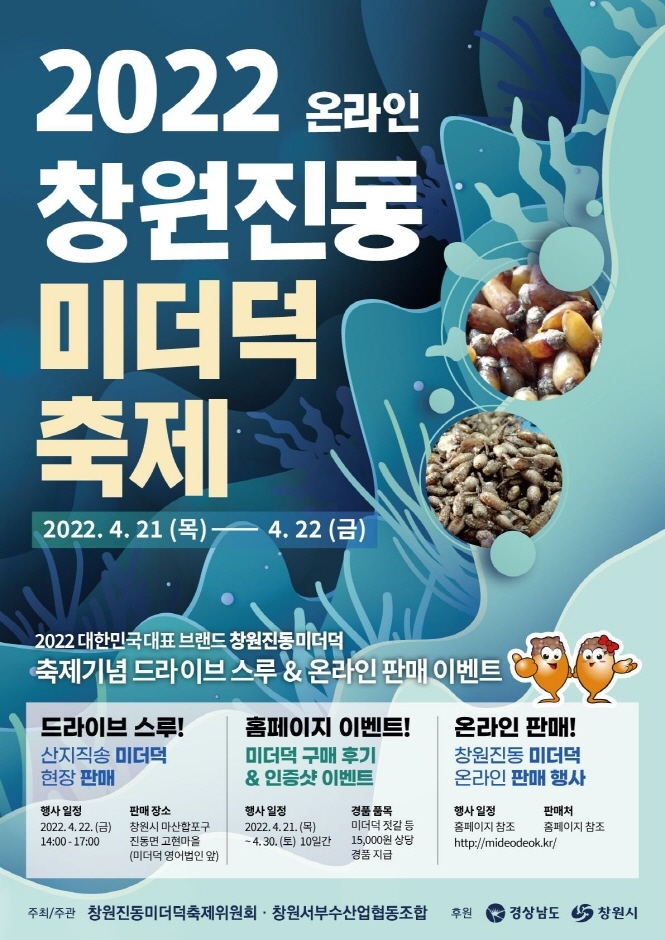 2022 온라인
창원진동
미더덕
축제
2022. 4. 21 (목) ── 4. 22 (금)
2022 대한민국 대표 브랜드 창원진동미더덕
축제기념 드라이브 스루 & 온라인 판매 이벤트
드라이브 스루!
산지직송 미더덕
현장 판매
행사 일정
2022. 4. 22. (금)
14:00 - 17:00
판매 장소
창원시 마산합포구
진동면 고현마을
(미더덕 영어법인 앞)
홈페이지 이벤트!
미더덕 구매 후기
& 인증샷 이벤트
행사 일정
2022. 4. 21. (목)
~ 4. 30. (토) 10일간
경품 품목
미더덕 젓갈 등
15,000원 상당
경품 지급
온라인 판매!
창원진동 미더덕
온라인 판매 행사
행사 일정
홈페이지 참조
판매처
홈페이지 참조
http://mideodeok.kr/
주최/주관 창원진동미더덕축제위원회 · 창원서부수산업협동조합 후원 경상남도 창원시